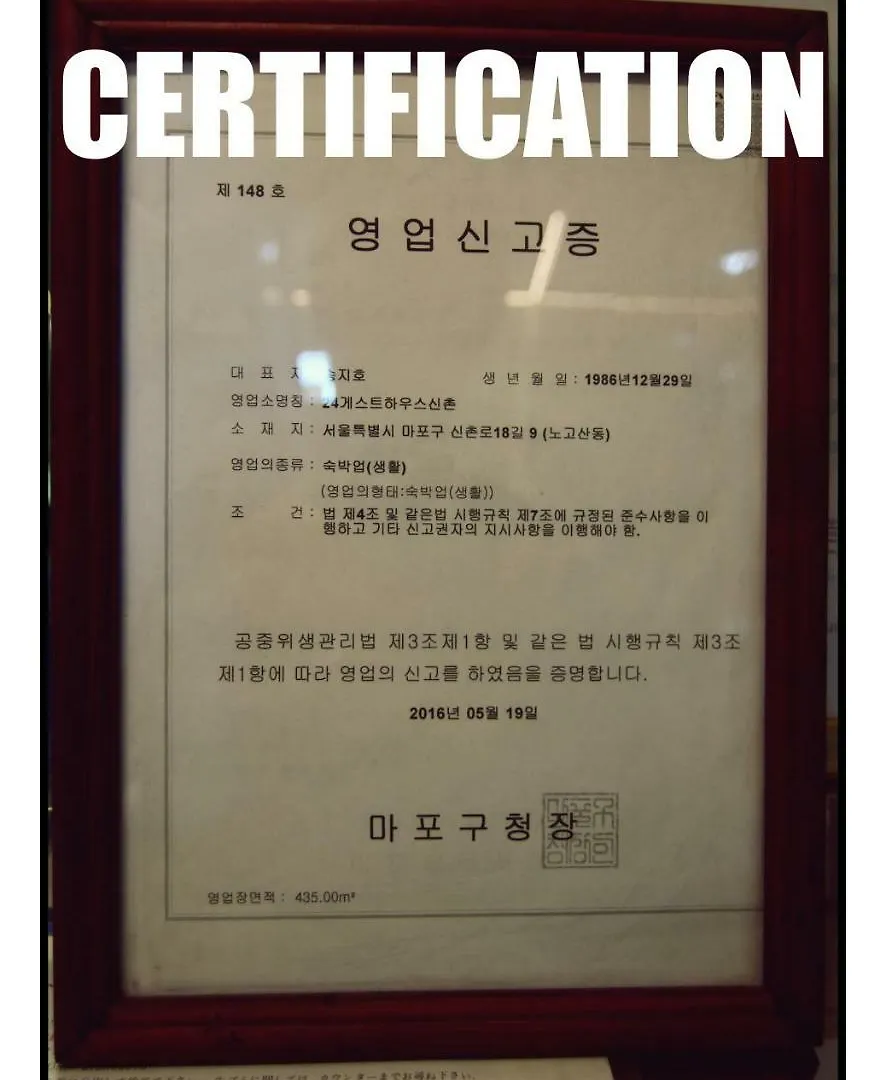 CERTIFICATION
제 148 호
영업신고증
대 표 자 지호
생 년 월 일 : 1986년12월29일
영업소명칭 : 24게스트하우스신촌
소 재 지 : 서울특별시 마포구 신촌로18길 9 (노고산동)
영업의종류 : 숙박업(생활)
(영업의형태:숙박업(생활))
조 건 : 법 제4조 및 같은법 시행규칙 제7조에 규정된 준수사항을 이
행하고 기타 신고권자의 지시사항을 이행해야 함.
공중위생관리법 제3조제1항 및 같은 법 시행규칙 제3조
제1항에 따라 영업의 신고를 하였음을 증명합니다.
2016년 05월 19일
마포구청장
영업장면적 : 435.00m²